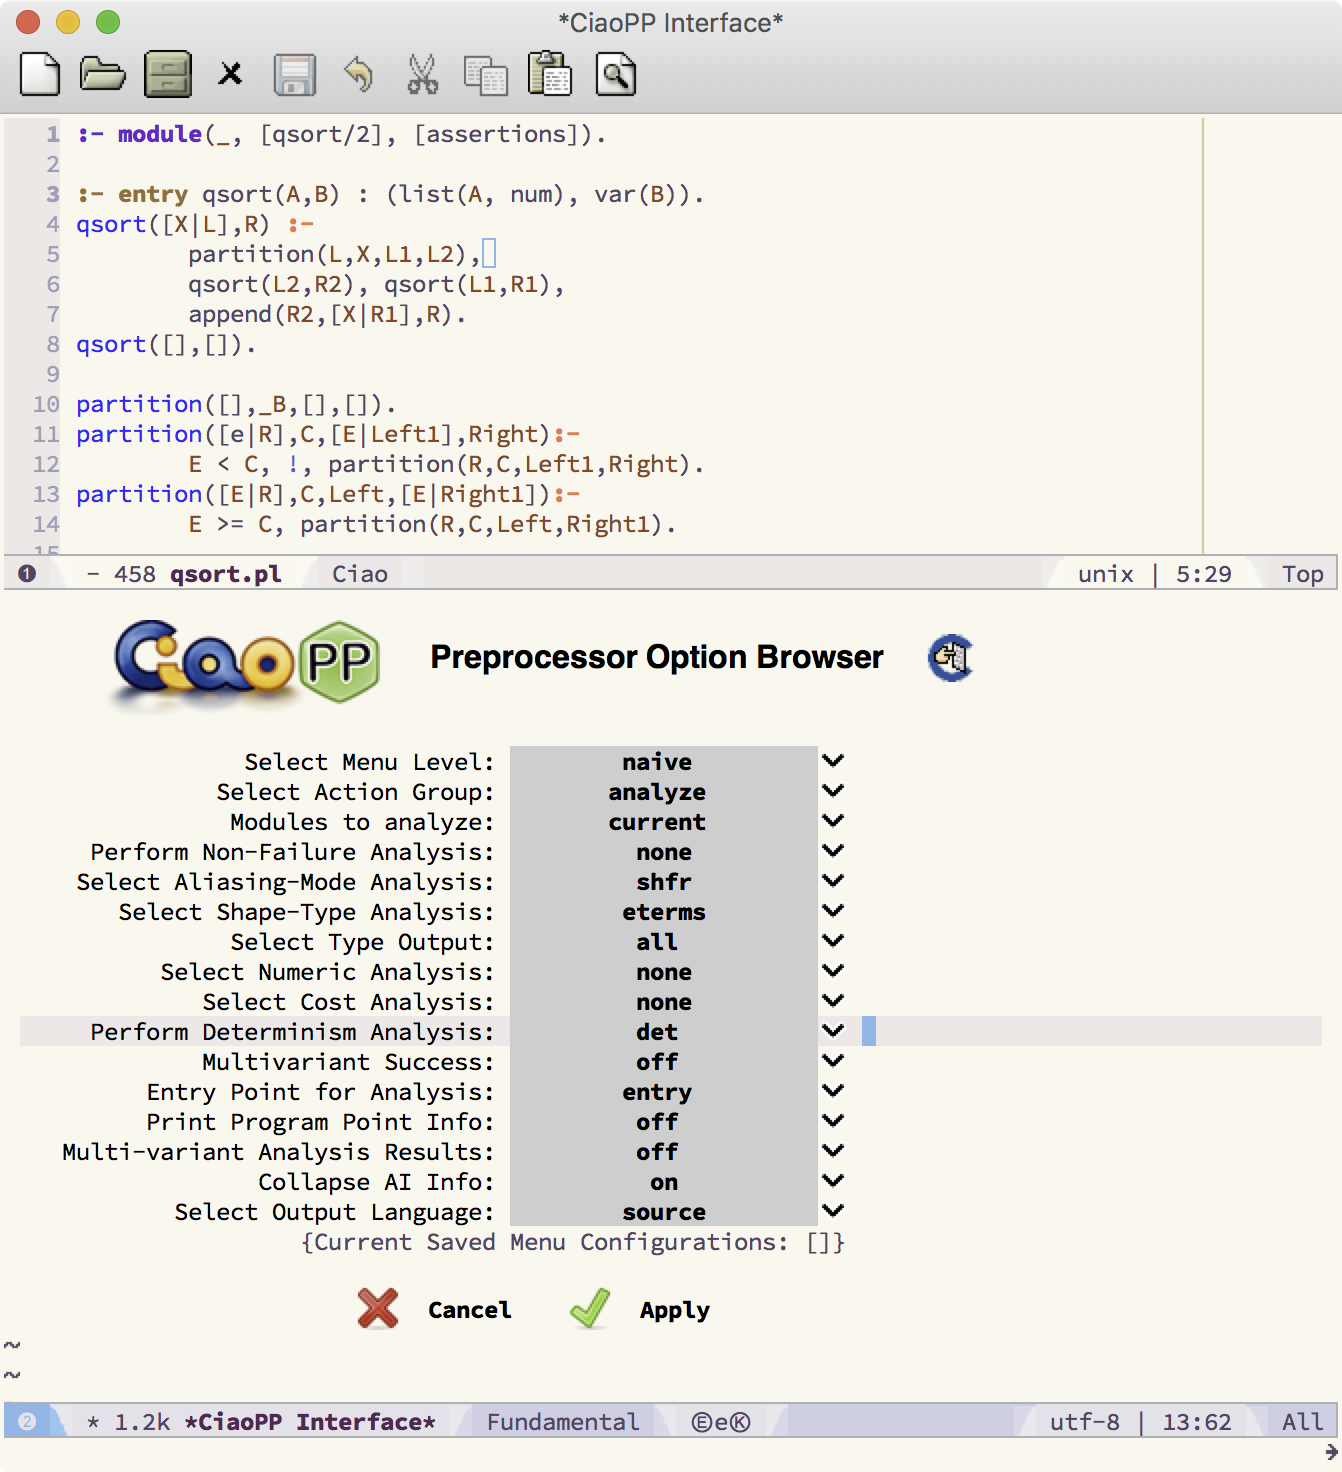 *CiaoPP Interface*
1 :- module(_, [qsort/2], [assertions]).
2
3 :- entry qsort(A,B) : (list(A, num), var(B)).
4 qsort([X|L],R) :-
5 partition(L,X,L1,L2),
6 qsort(L2,R2), qsort(L1,R1),
7 append(R2,[X|R1],R).
8 qsort([],[]).
9
10 partition([],_B,[],[]).
11 partition([e|R],C,[E|Left1],Right):-
12 E < C, !, partition(R,C,Left1,Right).
13 partition([E|R],C,Left,[E|Right1]):-
14 E >= C, partition(R,C,Left,Right1).
15
1 - 458 qsort.pl Ciao unix | 5:29 Top
Ciao PP Preprocessor Option Browser
Select Menu Level: naive
Select Action Group: analyze
Modules to analyze: current
Perform Non-Failure Analysis: none
Select Aliasing-Mode Analysis: shfr
Select Shape-Type Analysis: eterms
Select Type Output: all
Select Numeric Analysis: none
Select Cost Analysis: none
Perform Determinism Analysis: det
Multivariant Success: off
Entry Point for Analysis: entry
Print Program Point Info: off
Multi-variant Analysis Results: off
Collapse AI Info: on
Select Output Language: source
{Current Saved Menu Configurations: []}
Cancel Apply
~
~
2 * 1.2k *CiaoPP Interface* Fundamental ⒺeⓀ utf-8 | 13:62 All